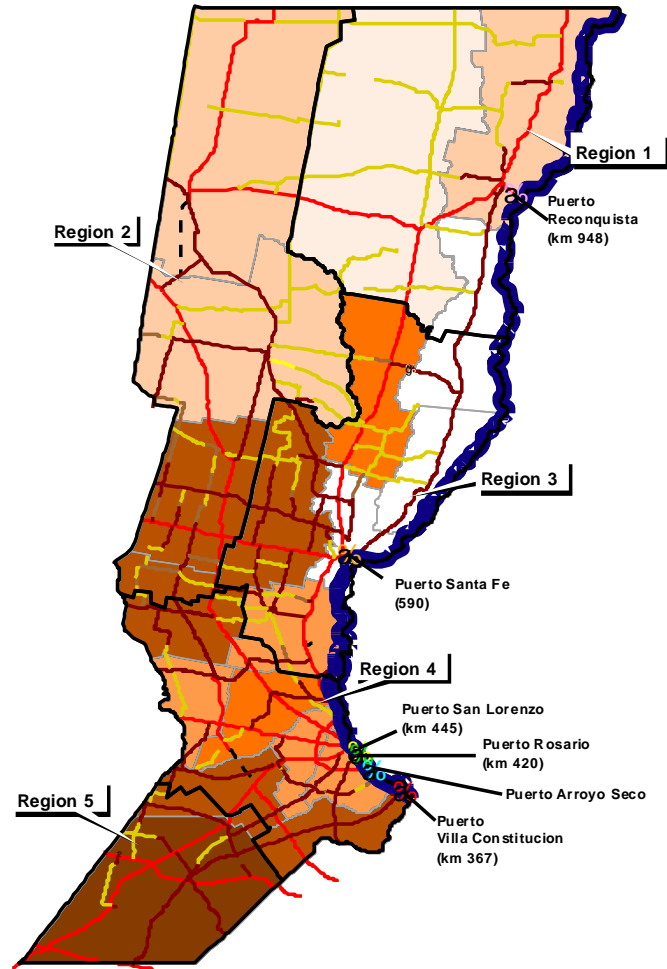 Region 1
Puerto
Reconquista
(km 948)
Region 2
Region 3
Puerto Santa Fe
(590)
Region 4
Puerto San Lorenzo
(km 445)
Puerto Rosario
(km 420)
Region 5
Puerto Arroyo Seco
Puerto
Villa Constitucion
(km 367)